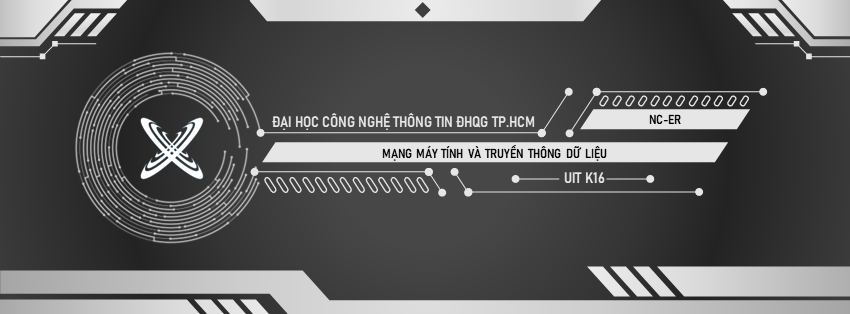 ĐẠI HỌC CÔNG NGHỆ THÔNG TIN ĐHQG TP.HCM
NC-ER
MẠNG MÁY TÍNH VÀ TRUYỀN THÔNG DỮ LIỆU
UIT K16